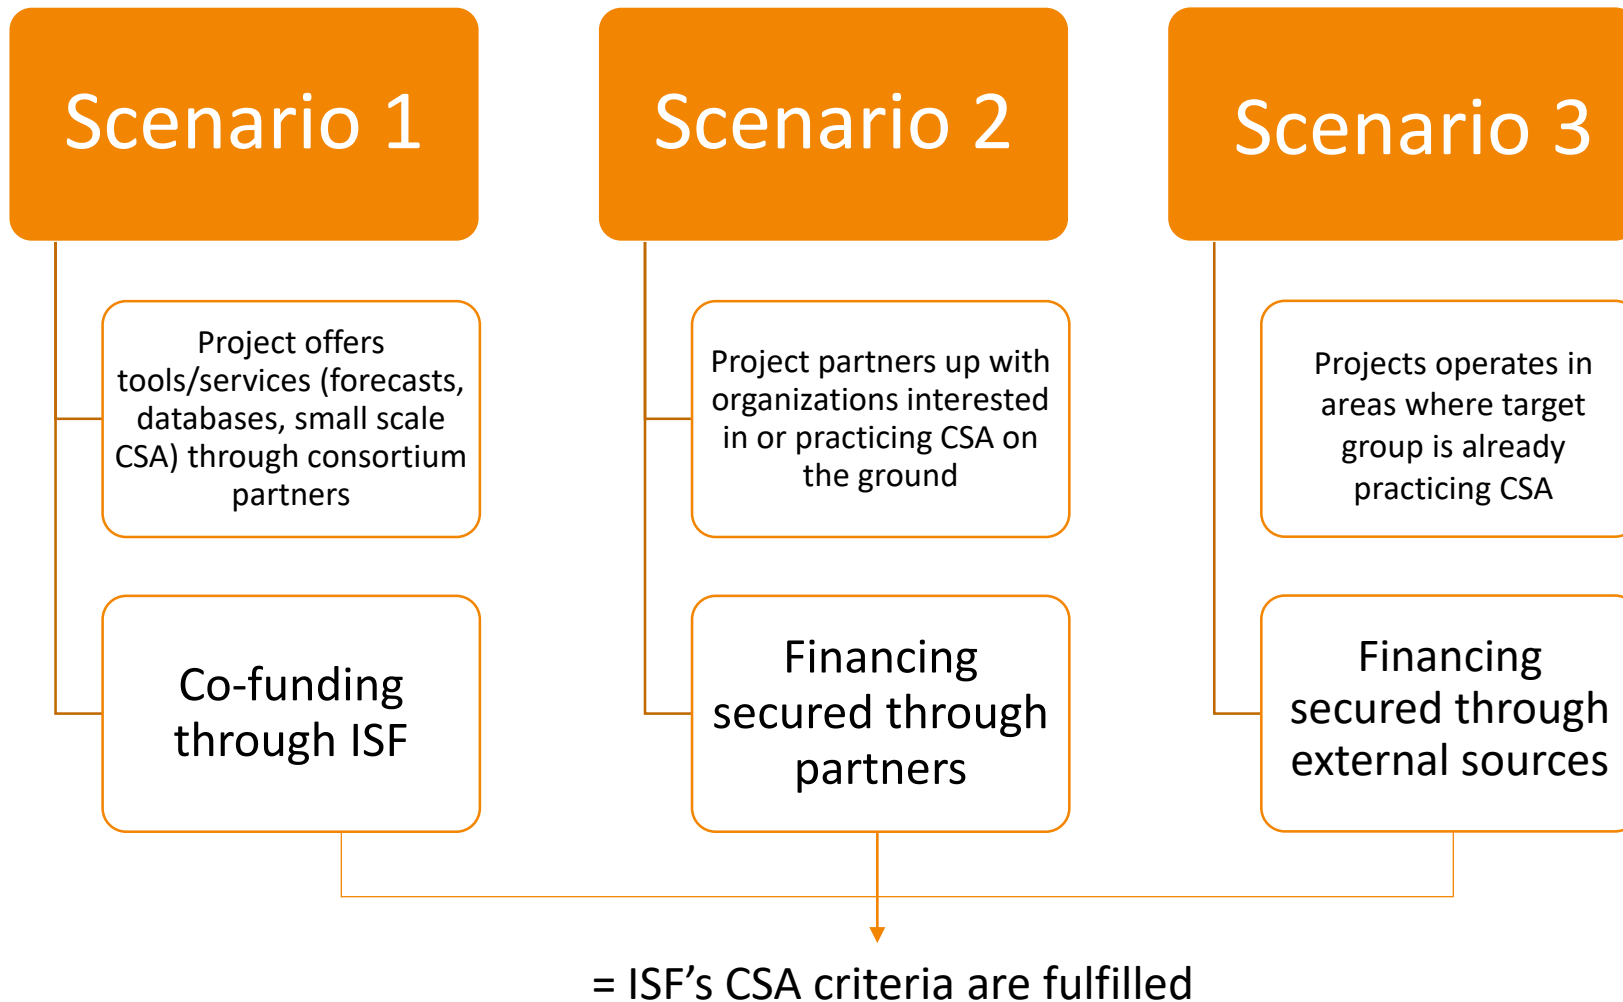 Scenario 1
Project offers
tools/services (forecasts,
databases, small scale
CSA) through consortium
partners
Co-funding
through ISF
Scenario 2
Project partners up with
organizations interested
in or practicing CSA on
the ground
Financing
secured through
partners
Scenario 3
Projects operates in
areas where target
group is already
practicing CSA
Financing
secured through
external sources
= ISF’s CSA criteria are fulfilled